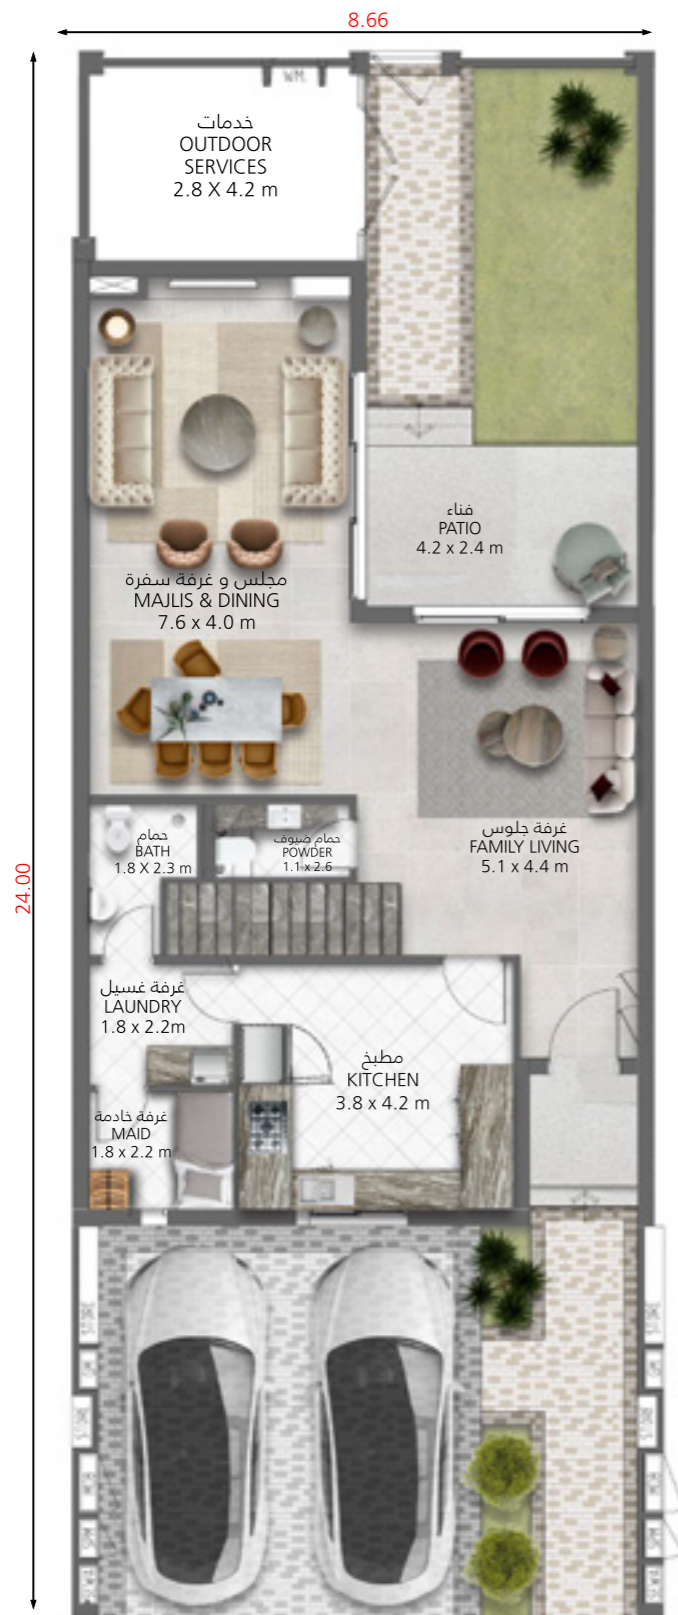 8.66
24.00
WM.
خدمات
OUTDOOR
SERVICES
2.8 X 4.2 m
فناء
PATIO
4.2 x 2.4 m
مجلس و غرفة سفرة
MAJLIS & DINING
7.6 x 4.0 m
حمام
BATH
1.8 X 2.3 m
حمام ضيوف
POWDER
1.1 x 2.6
غرفة جلوس
FAMILY LIVING
5.1 x 4.4 m
غرفة غسيل
LAUNDRY
1.8 x 2.2m
مطبخ
KITCHEN
3.8 x 4.2 m
غرفة خادمة
MAID
1.8 x 2.2 m